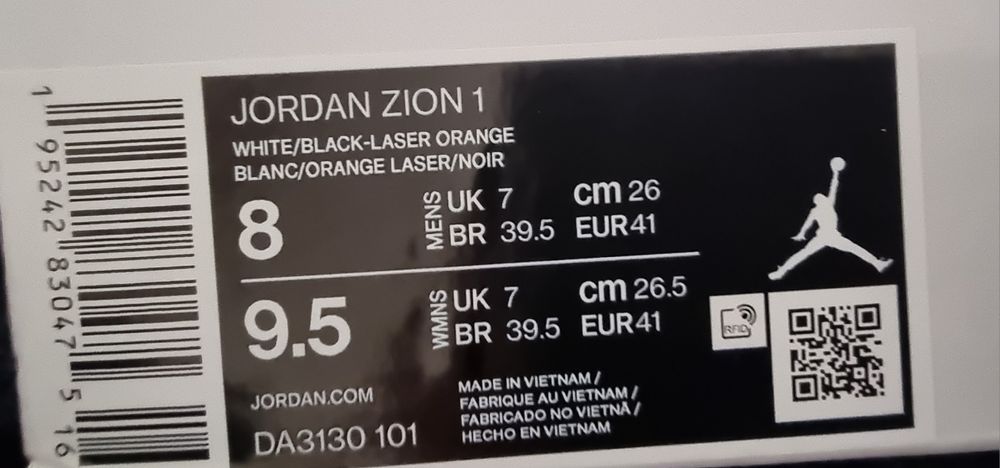 JORDAN ZION 1
WHITE/BLACK-LASER ORANGE
BLANC/ORANGE LASER/NOIR
8
MENS
UK 7 cm 26
BR 39.5 EUR 41
9.5
WMNS
UK 7 cm 26.5
BR 39.5 EUR 41
RFID
JORDAN.COM
DA3130 101
MADE IN VIETNAM /
FABRIQUE AU VIETNAM /
FABRICADO NO VIETNÃ /
HECHO EN VIETNAM
1 95242 83047 5 16